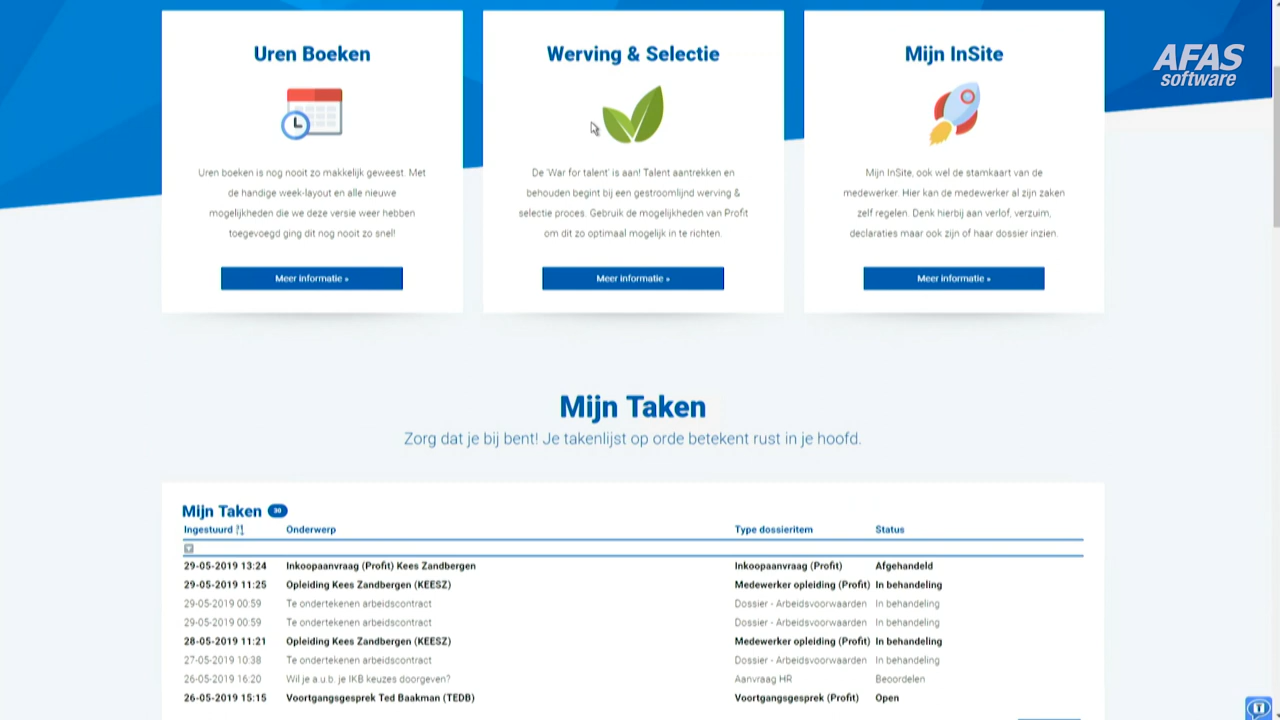 AFAS
software
Uren Boeken
Uren boeken is nog nooit zo makkelijk geweest. Met
de handige week-layout en alle nieuwe
mogelijkheden die we deze versie weer hebben
toegevoegd ging dit nog nooit zo snel!
Meer informatie »
Werving & Selectie
De 'War for talent' is aan! Talent aantrekken en
behouden begint bij een gestroomlijnd werving &
selectie proces. Gebruik de mogelijkheden van Profit
om dit zo optimaal mogelijk in te richten.
Meer informatie »
Mijn InSite
Mijn InSite, ook wel de stamkaart van de
medewerker. Hier kan de medewerker al zijn zaken
zelf regelen. Denk hierbij aan verlof, verzuim,
declaraties maar ook zijn of haar dossier inzien.
Meer informatie »
Mijn Taken
Zorg dat je bij bent! Je takenlijst op orde betekent rust in je hoofd.
Mijn Taken 30
Ingestuurd Onderwerp Type dossieritem Status
29-05-2019 13:24 Inkoopaanvraag (Profit) Kees Zandbergen Inkoopaanvraag (Profit) Afgehandeld
29-05-2019 11:25 Opleiding Kees Zandbergen (KEESZ) Medewerker opleiding (Profit) In behandeling
29-05-2019 00:59 Te ondertekenen arbeidscontract Dossier - Arbeidsvoorwaarden In behandeling
29-05-2019 00:59 Te ondertekenen arbeidscontract Dossier - Arbeidsvoorwaarden In behandeling
28-05-2019 11:21 Opleiding Kees Zandbergen (KEESZ) Medewerker opleiding (Profit) In behandeling
27-05-2019 10:38 Te ondertekenen arbeidscontract Dossier - Arbeidsvoorwaarden In behandeling
26-05-2019 16:20 Wil je a.u.b. je IKB keuzes doorgeven? Aanvraag HR Beoordelen
26-05-2019 15:15 Voortgangsgesprek Ted Baakman (TEDB) Voortgangsgesprek (Profit) Open